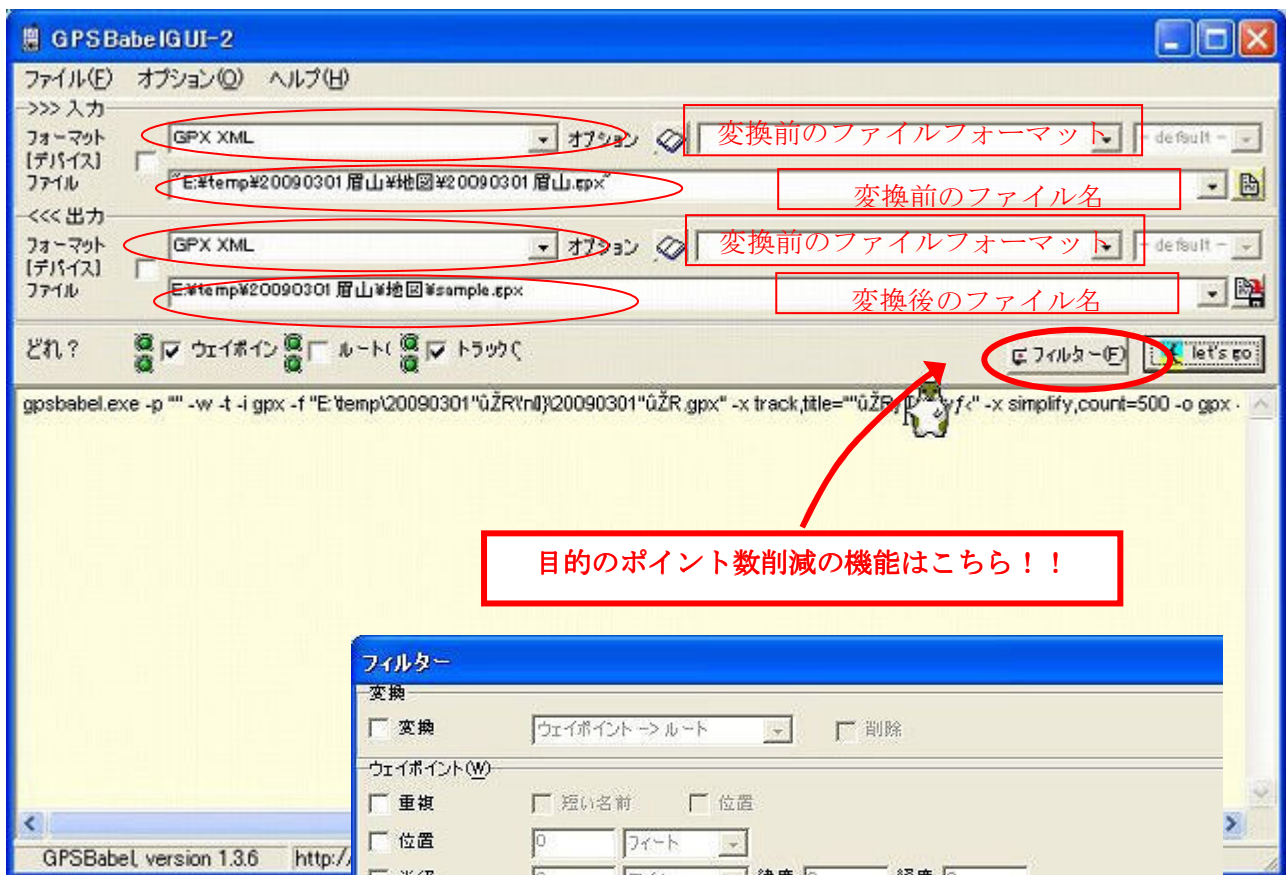 GPSBabelGUI-2
ファイル(F) オプション(O) ヘルプ(H)
>>> 入力
フォーマット GPX XML オプション 変換前のファイルフォーマット - default -
[デバイス]
ファイル "E:¥temp¥20090301 眉山¥地図¥20090301 眉山.gpx" 変換前のファイル名
<<< 出力
フォーマット GPX XML オプション 変換前のファイルフォーマット - default -
[デバイス]
ファイル E:¥temp¥20090301 眉山¥地図¥sample.gpx 変換後のファイル名
どれ? ウェイポイン ルート( トラック( フィルター(F) let's go
gpsbabel.exe -p "" -w -t -i gpx -f "E:\temp\20090301"ûŽR\'n}\20090301"ûŽR.gpx" -x track,title=""ûŽR ƒ‹" -x simplify,count=500 -o gpx -
目的のポイント数削減の機能はこちら!!
フィルター
変換
変換 ウェイポイント -> ルート 削除
ウェイポイント(W)
重複 短い名前 位置
位置 0 フィート
GPSBabel, version 1.3.6 http:/